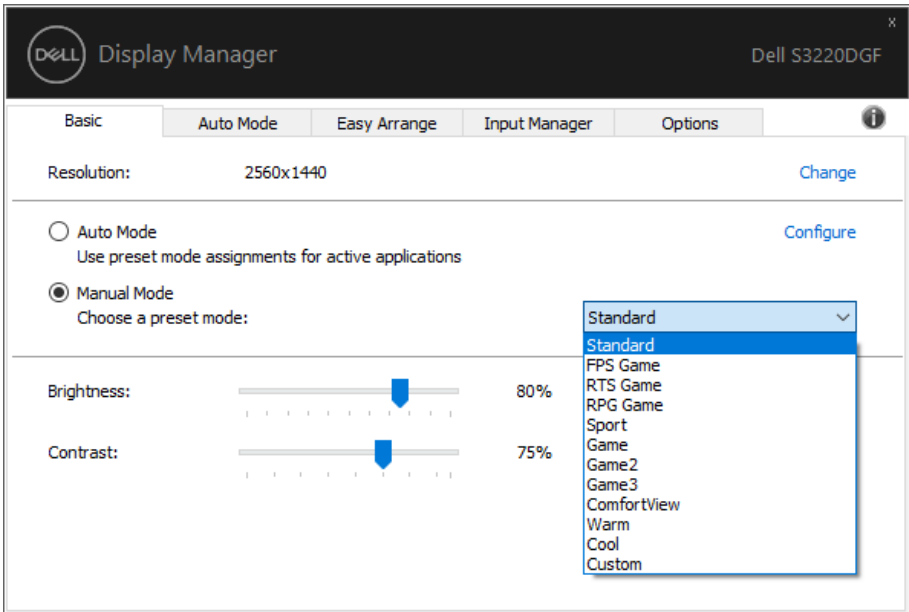 x
DELL Display Manager Dell S3220DGF
Basic Auto Mode Easy Arrange Input Manager Options i
Resolution: 2560x1440 Change
Auto Mode Configure
Use preset mode assignments for active applications
Manual Mode
Choose a preset mode: Standard
Standard
FPS Game
RTS Game
RPG Game
Sport
Game
Game2
Game3
ComfortView
Warm
Cool
Custom
Brightness: 80%
Contrast: 75%